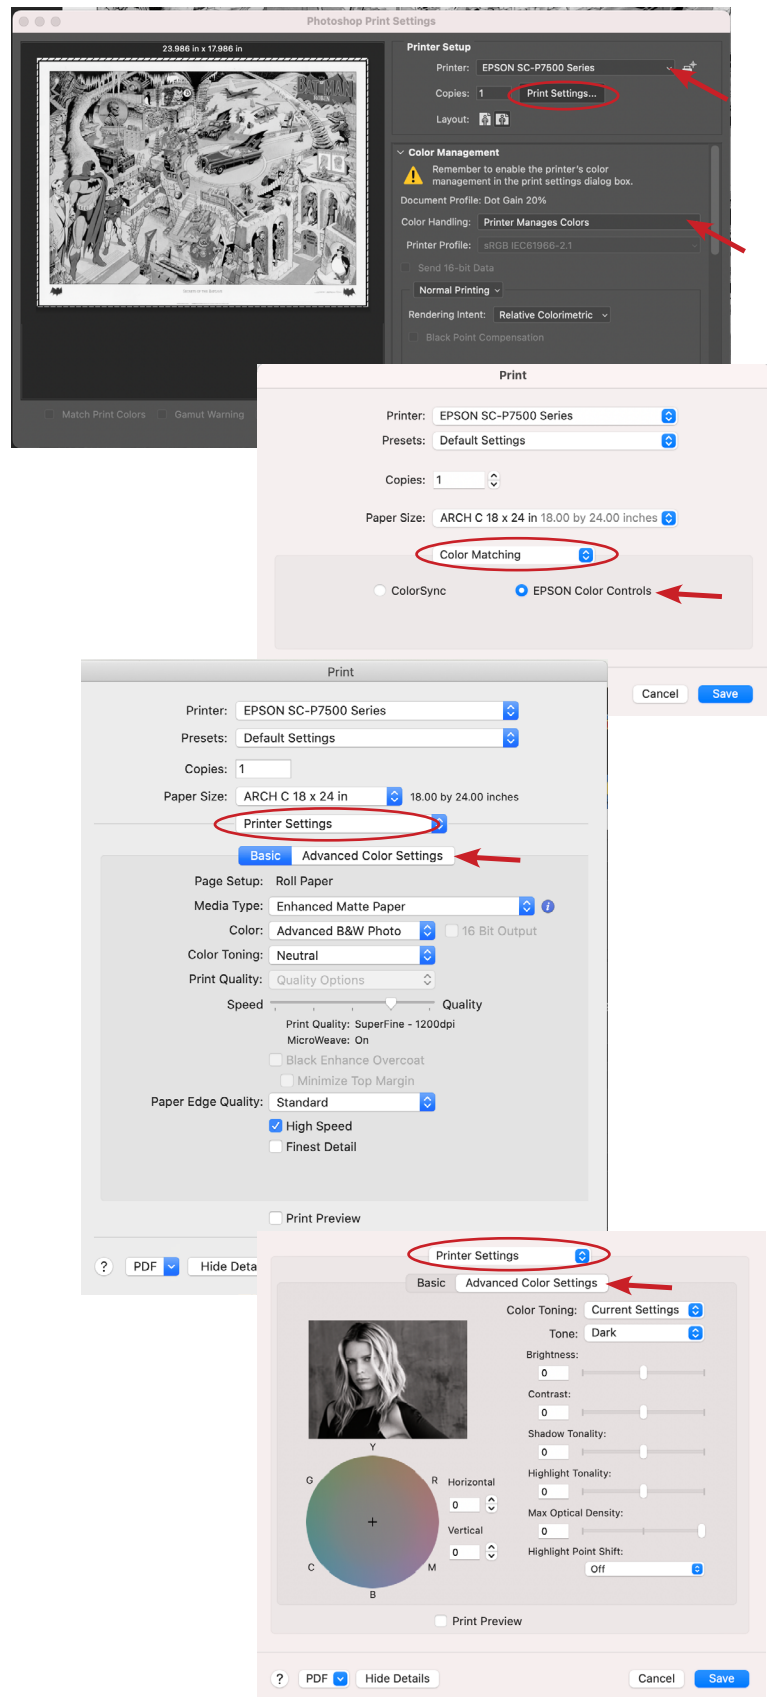 Photoshop Print Settings
23.986 in x 17.986 in
BATMAN
Printer Setup
Printer: EPSON SC-P7500 Series
Copies: 1 Print Settings...
Layout:
Color Management
Remember to enable the printer's color
management in the print settings dialog box.
Document Profile: Dot Gain 20%
Color Handling: Printer Manages Colors
Printer Profile: sRGB IEC61966-2.1
Send 16-bit Data
Normal Printing
Rendering Intent: Relative Colorimetric
Black Point Compensation
Match Print Colors Gamut Warning
Print
Printer: EPSON SC-P7500 Series
Presets: Default Settings
Copies: 1
Paper Size: ARCH C 18 x 24 in 18.00 by 24.00 inches
Color Matching
ColorSync EPSON Color Controls
Cancel Save
Print
Printer: EPSON SC-P7500 Series
Presets: Default Settings
Copies: 1
Paper Size: ARCH C 18 x 24 in 18.00 by 24.00 inches
Printer Settings
Basic Advanced Color Settings
Page Setup: Roll Paper
Media Type: Enhanced Matte Paper i
Color: Advanced B&W Photo 16 Bit Output
Color Toning: Neutral
Print Quality: Quality Options
Speed Quality
Print Quality: SuperFine - 1200dpi
MicroWeave: On
Black Enhance Overcoat
Minimize Top Margin
Paper Edge Quality: Standard
High Speed
Finest Detail
Print Preview
? PDF Hide Deta
Printer Settings
Basic Advanced Color Settings
Color Toning: Current Settings
Tone: Dark
Brightness:
0
Contrast:
0
Shadow Tonality:
0
Highlight Tonality:
0
Max Optical Density:
0
Highlight Point Shift:
Off
Y
G R
C M
B
Horizontal
0
Vertical
0
Print Preview
? PDF Hide Details Cancel Save